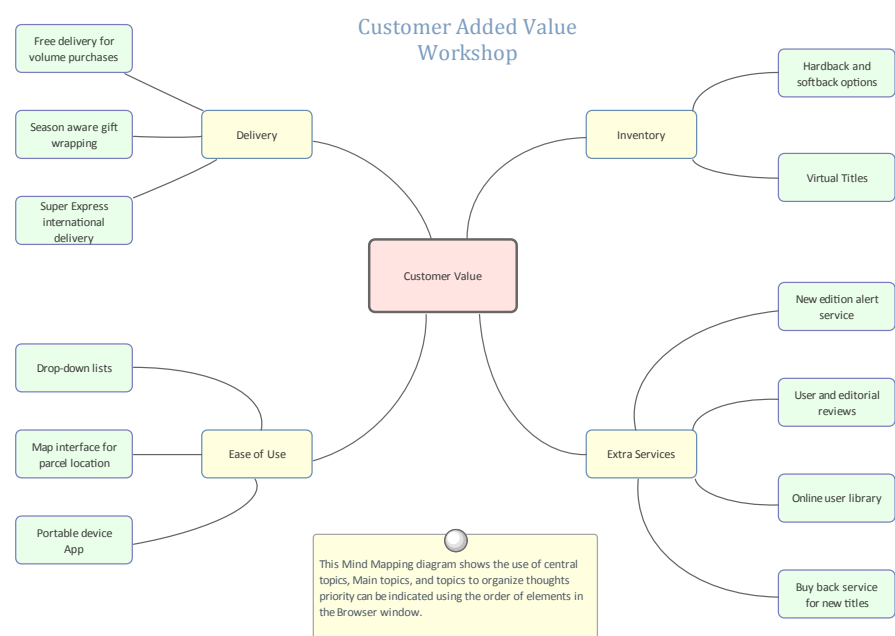 Customer Added Value
Workshop
Free delivery for
volume purchases
Season aware gift
wrapping
Super Express
international
delivery
Delivery
Inventory
Hardback and
softback options
Virtual Titles
Customer Value
Drop-down lists
Map interface for
parcel location
Portable device
App
Ease of Use
Extra Services
New edition alert
service
User and editorial
reviews
Online user library
Buy back service
for new titles
This Mind Mapping diagram shows the use of central
topics, Main topics, and topics to organize thoughts
priority can be indicated using the order of elements in
the Browser window.